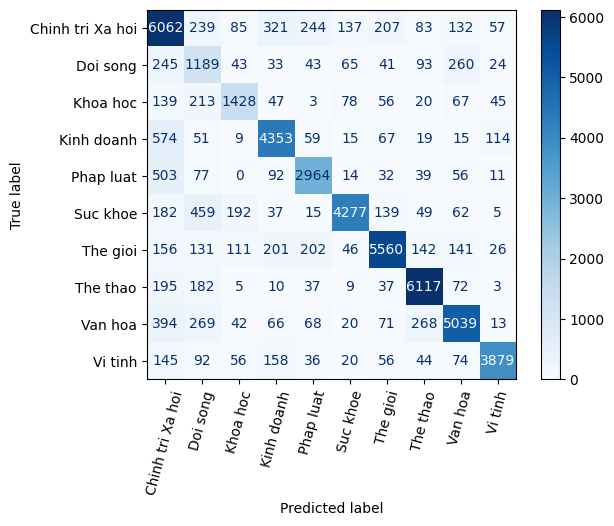 Chinh tri Xa hoi 6062 239 85 321 244 137 207 83 132 57
Doi song 245 1189 43 33 43 65 41 93 260 24
Khoa hoc 139 213 1428 47 3 78 56 20 67 45
Kinh doanh 574 51 9 4353 59 15 67 19 15 114
Phap luat 503 77 0 92 2964 14 32 39 56 11
Suc khoe 182 459 192 37 15 4277 139 49 62 5
The gioi 156 131 111 201 202 46 5560 142 141 26
The thao 195 182 5 10 37 9 37 6117 72 3
Van hoa 394 269 42 66 68 20 71 268 5039 13
Vi tinh 145 92 56 158 36 20 56 44 74 3879
True label
Chinh tri Xa hoi Doi song Khoa hoc Kinh doanh Phap luat Suc khoe The gioi The thao Van hoa Vi tinh
Predicted label
6000
5000
4000
3000
2000
1000
0